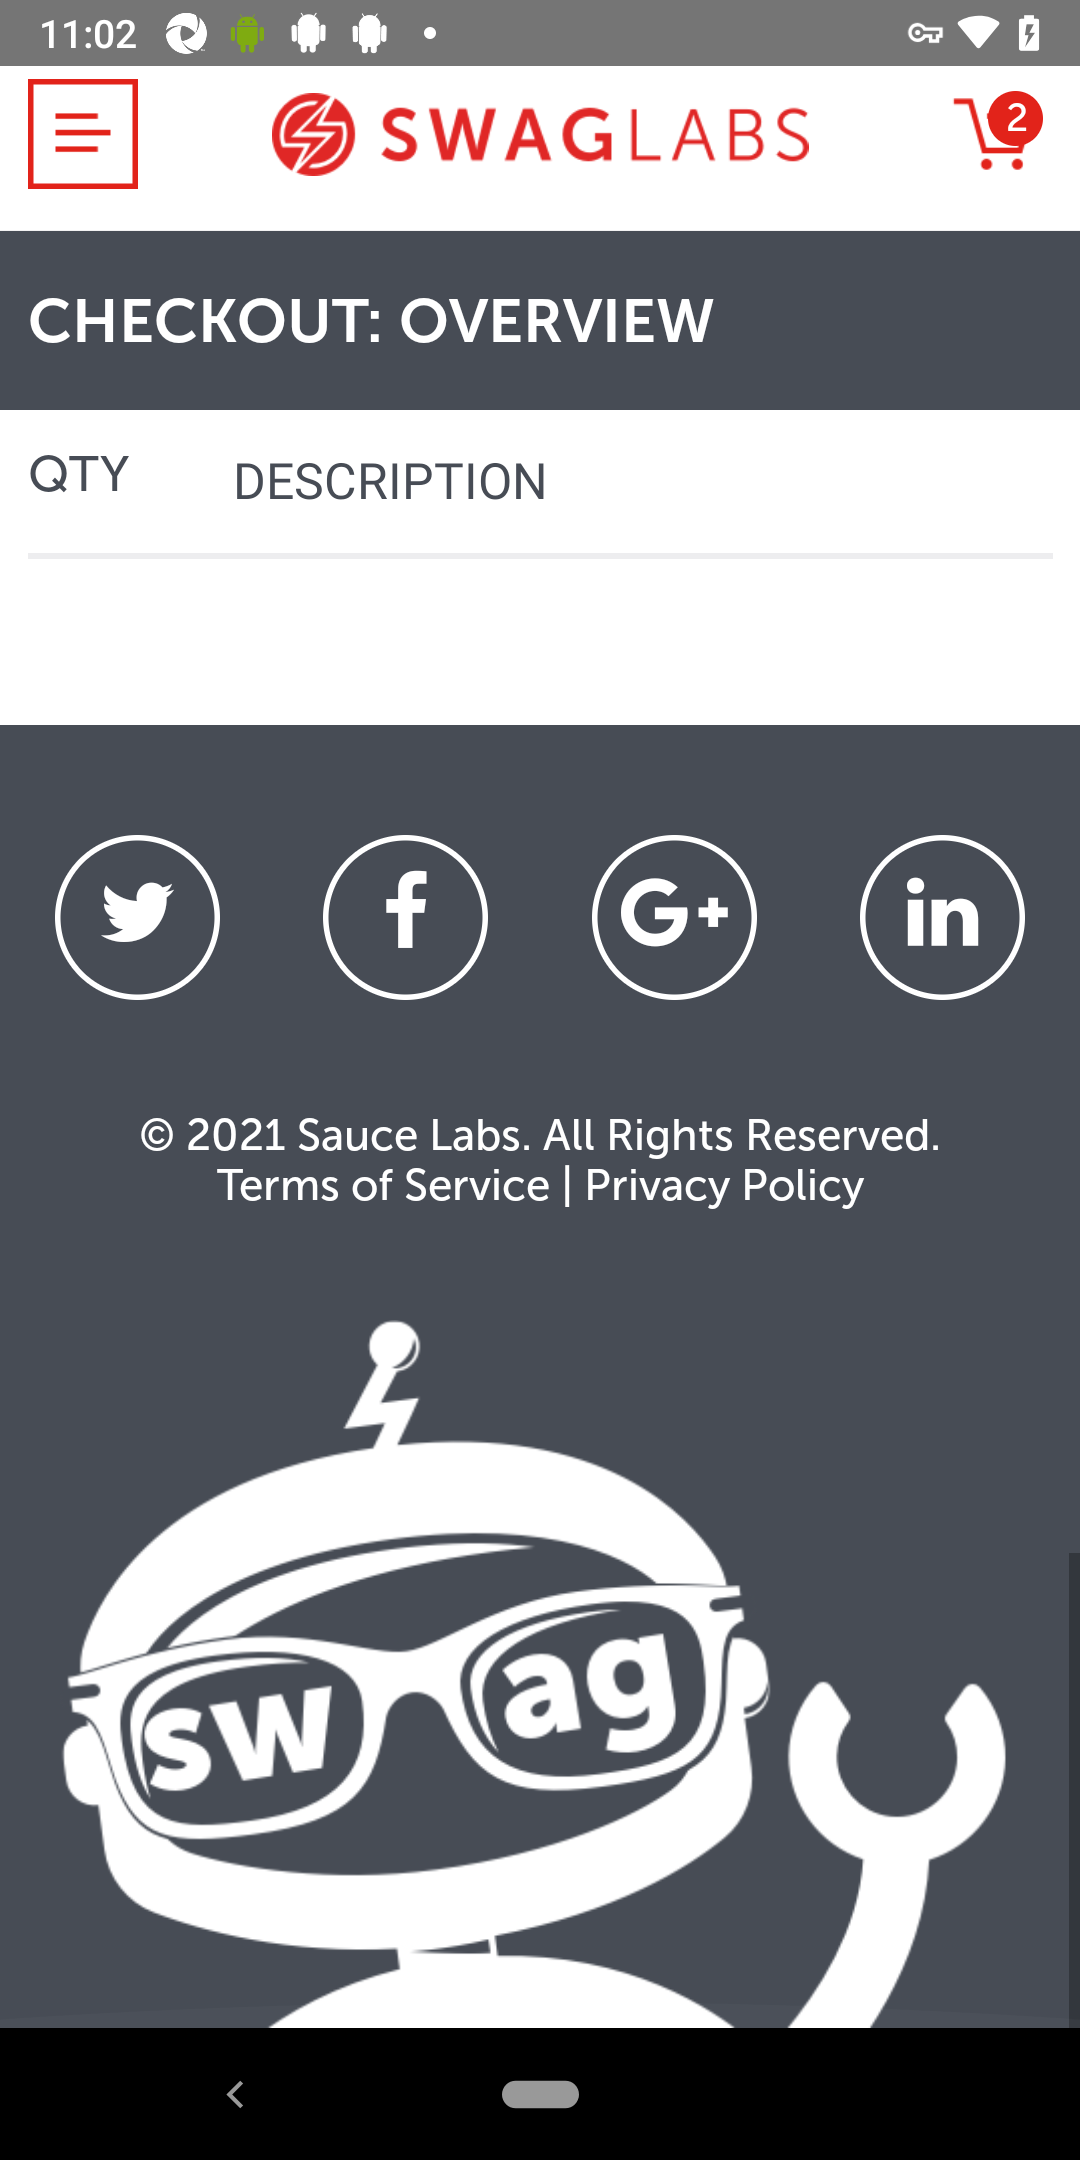 11:02
SWAGLABS
2
CHECKOUT: OVERVIEW
QTY DESCRIPTION
f G+ in
© 2021 Sauce Labs. All Rights Reserved.
Terms of Service | Privacy Policy
sw ag